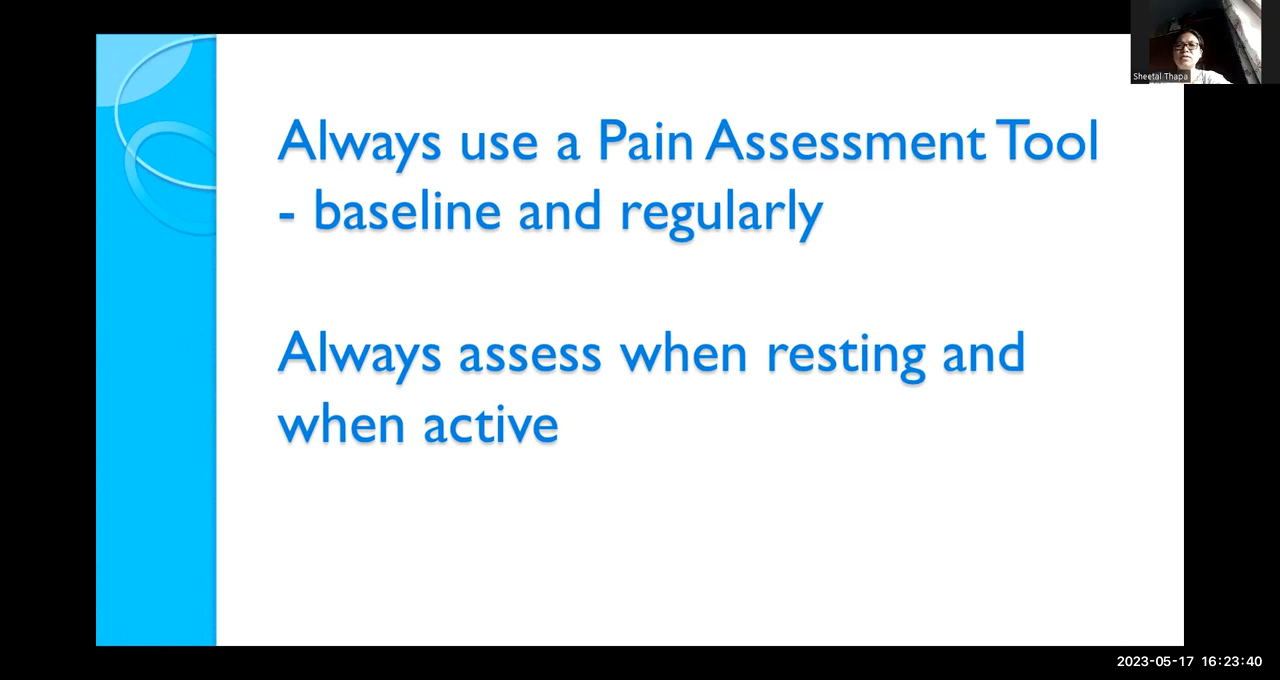 Sheetal Thapa
Always use a Pain Assessment Tool
- baseline and regularly
Always assess when resting and
when active
2023-05-17 16:23:40